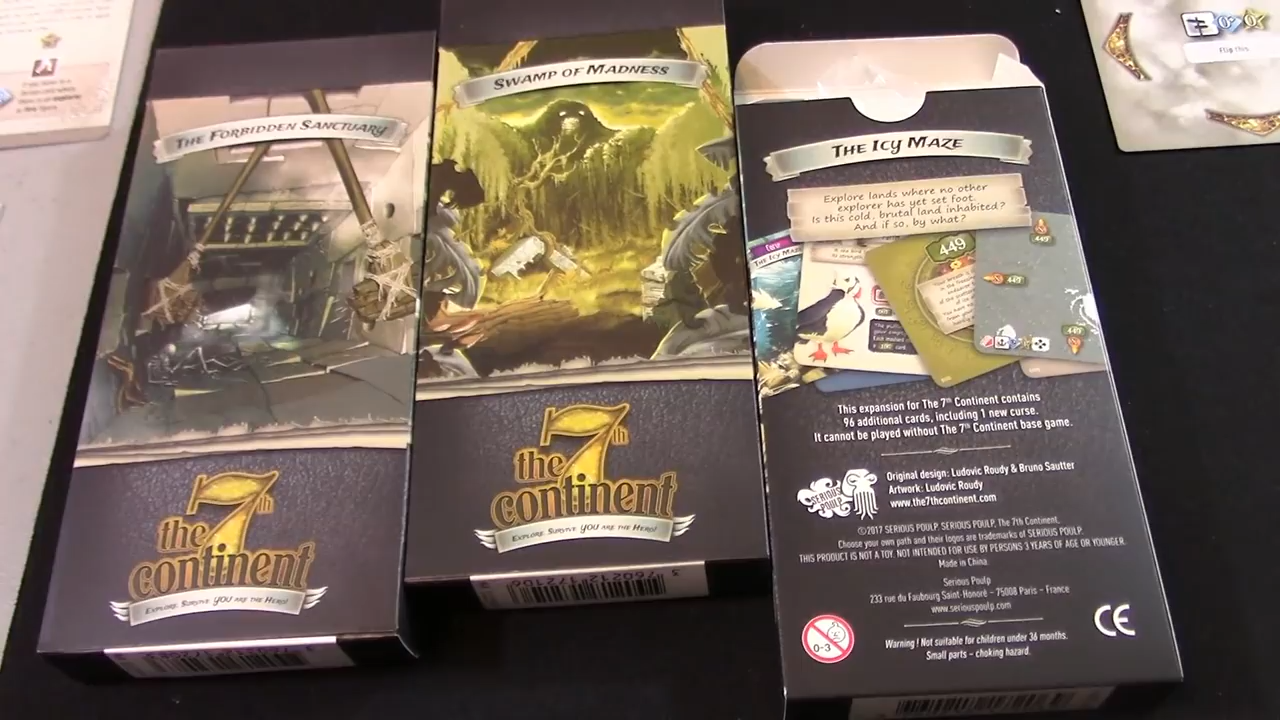 THE FORBIDDEN SANCTUARY
the 7th
continent
EXPLORE. SURVIVE. YOU ARE THE HERO!
SWAMP OF MADNESS
the 7th
continent
EXPLORE. SURVIVE. YOU ARE THE HERO!
THE ICY MAZE
Explore lands where no other
explorer has yet set foot.
Is this cold, brutal land inhabited?
And if so, by what?
THE ICY MAZE
449
449
449
449
This expansion for The 7th Continent contains
96 additional cards, including 1 new curse.
It cannot be played without The 7th Continent base game.
SERIOUS
POULP
Original design: Ludovic Roudy & Bruno Sautter
Artwork: Ludovic Roudy
www.the7thcontinent.com
©2017 SERIOUS POULP. SERIOUS POULP, The 7th Continent,
Choose your own path and their logos are trademarks of SERIOUS POULP.
THIS PRODUCT IS NOT A TOY. NOT INTENDED FOR USE BY PERSONS 3 YEARS OF AGE OR YOUNGER.
Made in China.
Serious Poulp
233 rue du Faubourg Saint-Honoré - 75008 Paris - France
www.seriouspoulp.com
0-3
CE
Warning ! Not suitable for children under 36 months.
Small parts - choking hazard.
Flip this